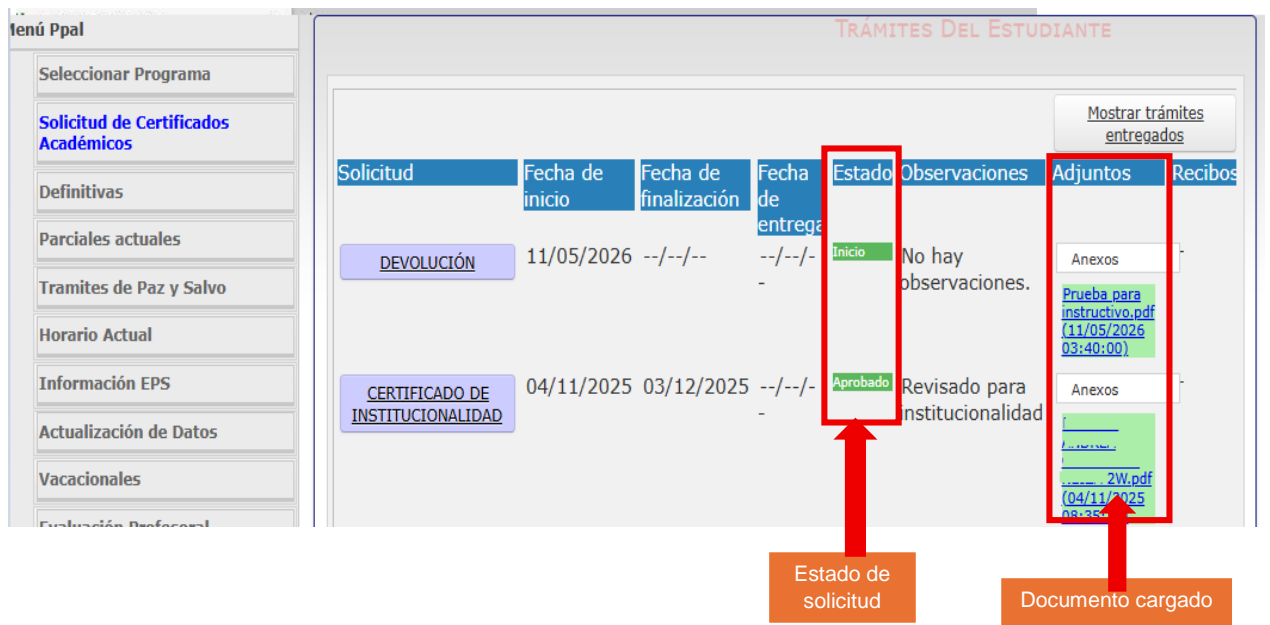 Menú Ppal
Seleccionar Programa
Solicitud de Certificados
Académicos
Definitivas
Parciales actuales
Tramites de Paz y Salvo
Horario Actual
Información EPS
Actualización de Datos
Vacacionales
Evaluación Profesoral
TRÁMITES DEL ESTUDIANTE
Mostrar trámites
entregados
Solicitud
Fecha de
inicio
Fecha de
finalización
Fecha
de
entrega
Estado
Observaciones
Adjuntos
Recibos
DEVOLUCIÓN
11/05/2026
--/--/--
--/--/-
-
Inicio
No hay
observaciones.
Anexos
-
Prueba para
instructivo.pdf
(11/05/2026
03:40:00)
CERTIFICADO DE
INSTITUCIONALIDAD
04/11/2025
03/12/2025
--/--/-
-
Aprobado
Revisado para
institucionalidad
Anexos
-
2W.pdf
(04/11/2025
Estado de
solicitud
Documento cargado